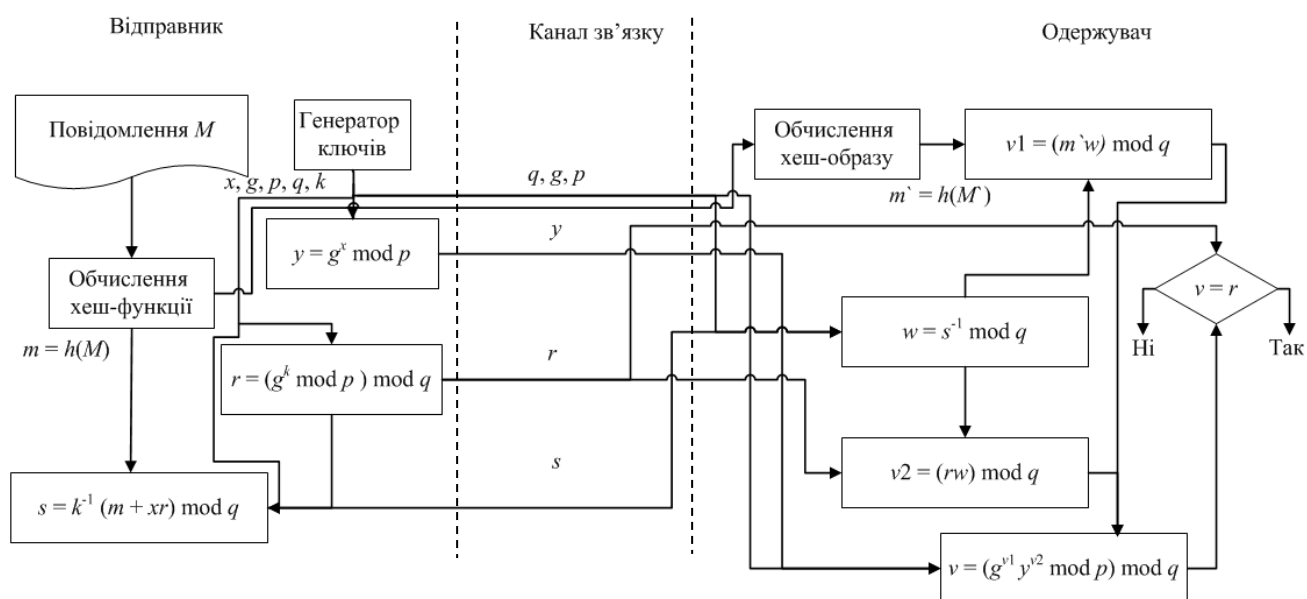 Відправник
Канал зв’язку
Одержувач
Повідомлення M
Генератор
ключів
Обчислення
хеш-образу
v1 = (m`w) mod q
x, g, p, q, k
q, g, p
m` = h(M`)
y = g^x mod p
y
Обчислення
хеш-функції
v = r
m = h(M)
w = s^-1 mod q
Ні
Так
r = (g^k mod p ) mod q
r
s
v2 = (rw) mod q
s = k^-1 (m + xr) mod q
v = (g^v1 y^v2 mod p) mod q